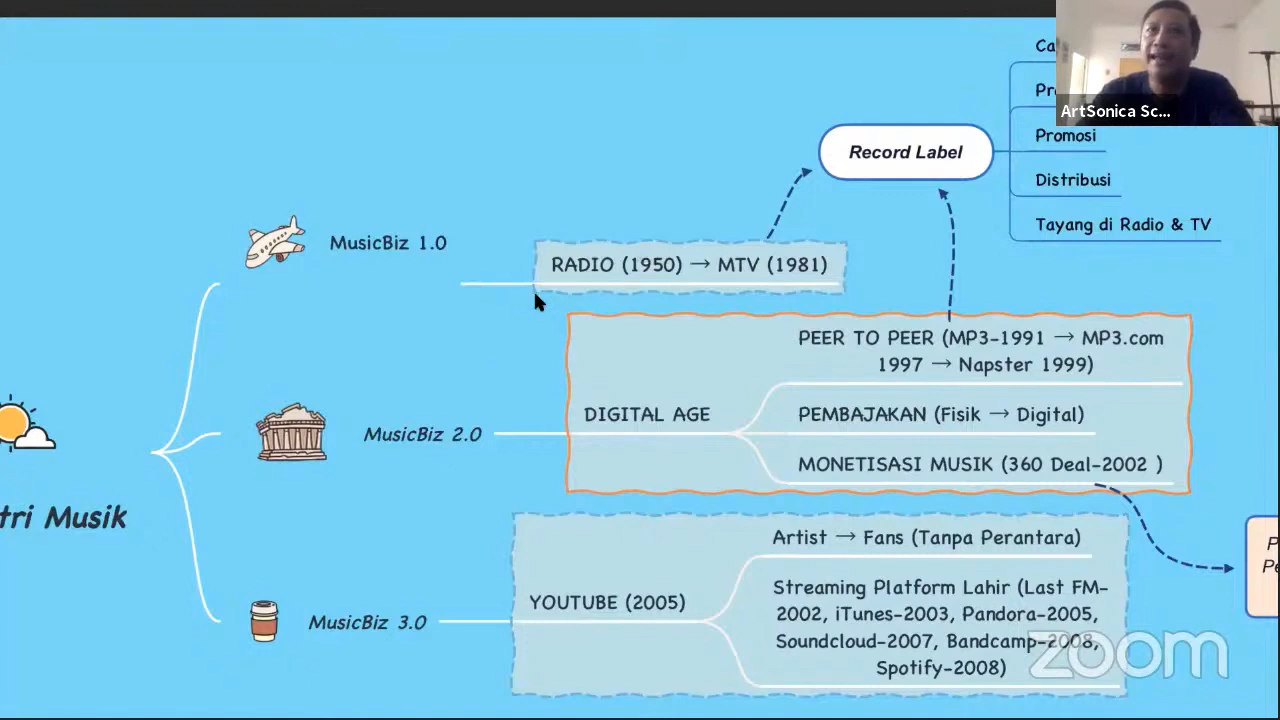 Promosi
ArtSonica Sc...
Record Label
Distribusi
Tayang di Radio & TV
MusicBiz 1.0
RADIO (1950) → MTV (1981)
PEER TO PEER (MP3-1991 → MP3.com
1997 → Napster 1999)
DIGITAL AGE
PEMBAJAKAN (Fisik → Digital)
MusicBiz 2.0
MONETISASI MUSIK (360 Deal-2002 )
tri Musik
Artist → Fans (Tanpa Perantara)
YOUTUBE (2005)
Streaming Platform Lahir (Last FM-
2002, iTunes-2003, Pandora-2005,
Soundcloud-2007, Bandcamp-2008,
Spotify-2008)
MusicBiz 3.0
zoom